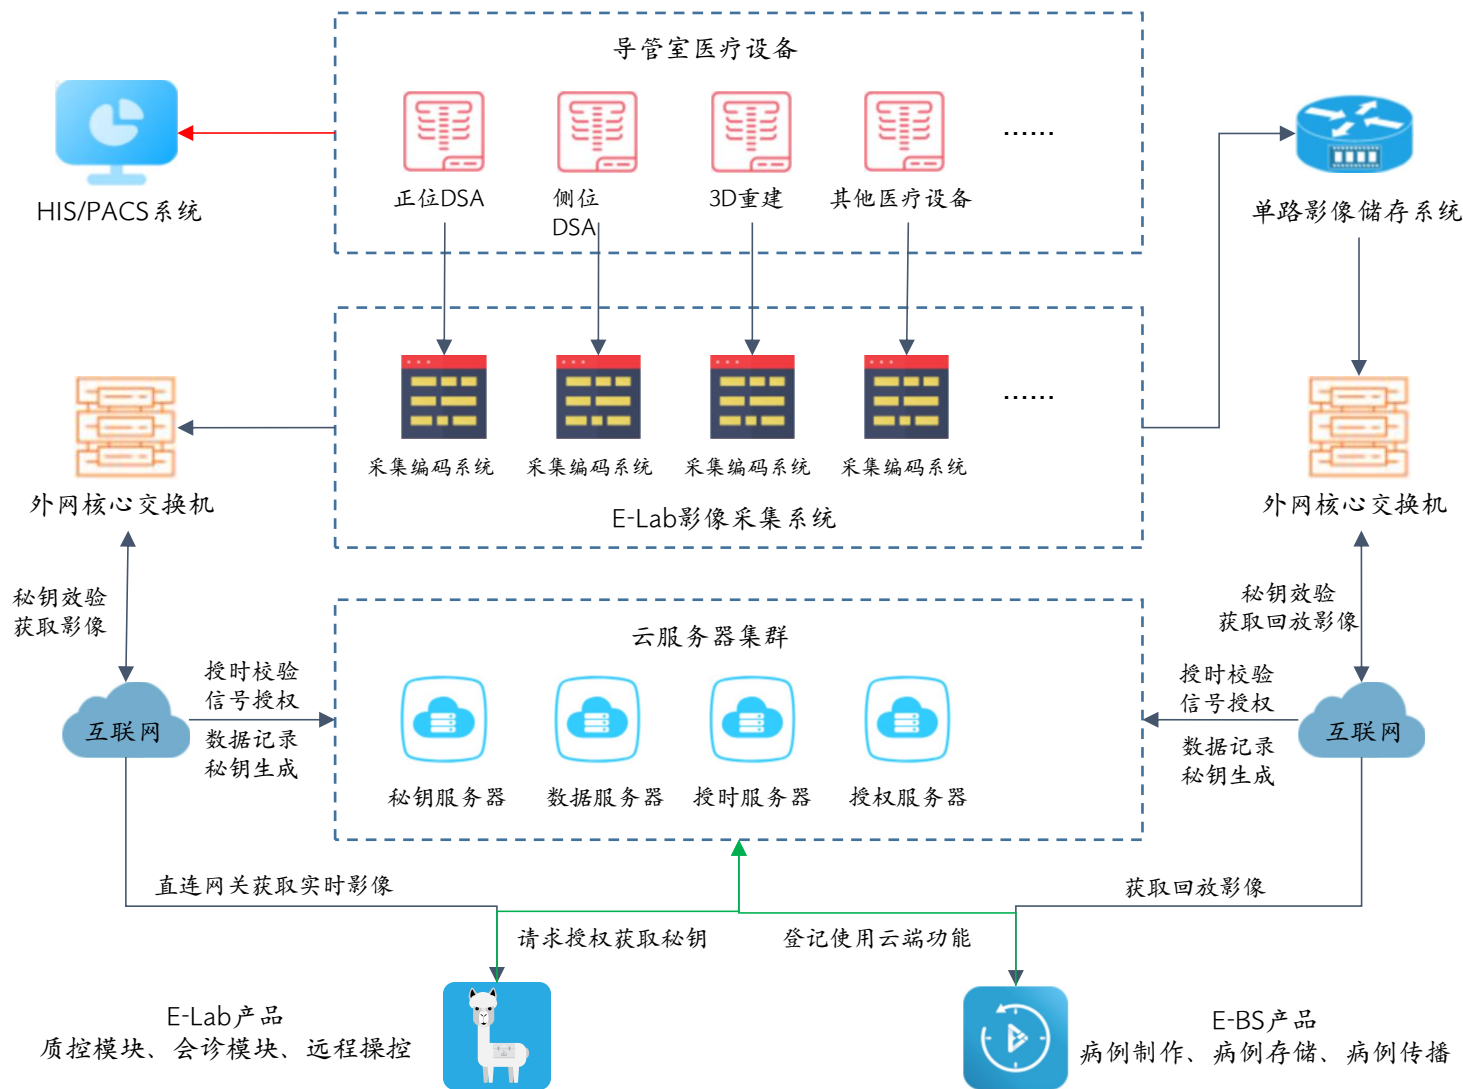 导管室医疗设备
HIS/PACS系统
正位DSA
侧位
DSA
3D重建
其他医疗设备
......
单路影像储存系统
采集编码系统
采集编码系统
采集编码系统
采集编码系统
......
E-Lab影像采集系统
外网核心交换机
外网核心交换机
秘钥效验
获取影像
秘钥效验
获取回放影像
云服务器集群
授时校验
信号授权
数据记录
秘钥生成
互联网
秘钥服务器
数据服务器
授时服务器
授权服务器
授时校验
信号授权
数据记录
秘钥生成
互联网
直连网关获取实时影像
获取回放影像
请求授权获取秘钥
登记使用云端功能
E-Lab产品
质控模块、会诊模块、远程操控
E-BS产品
病例制作、病例存储、病例传播